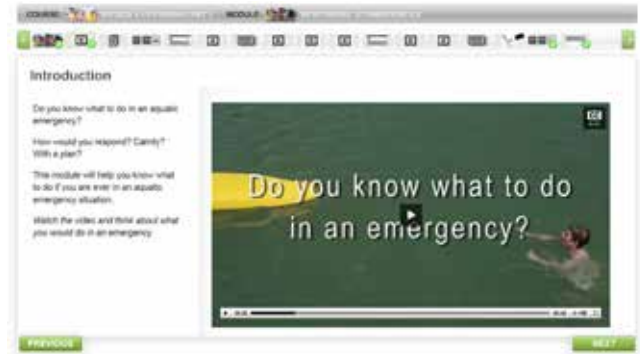 COURSE:
MODULE:
Introduction
Do you know what to do in an aquatic
emergency?
How would you respond? Calmly?
With a plan?
This module will help you know what
to do if you are ever in an aquatic
emergency situation.
Watch the video and think about what
you would do in an emergency.
Do you know what to do
in an emergency?
PREVIOUS
NEXT